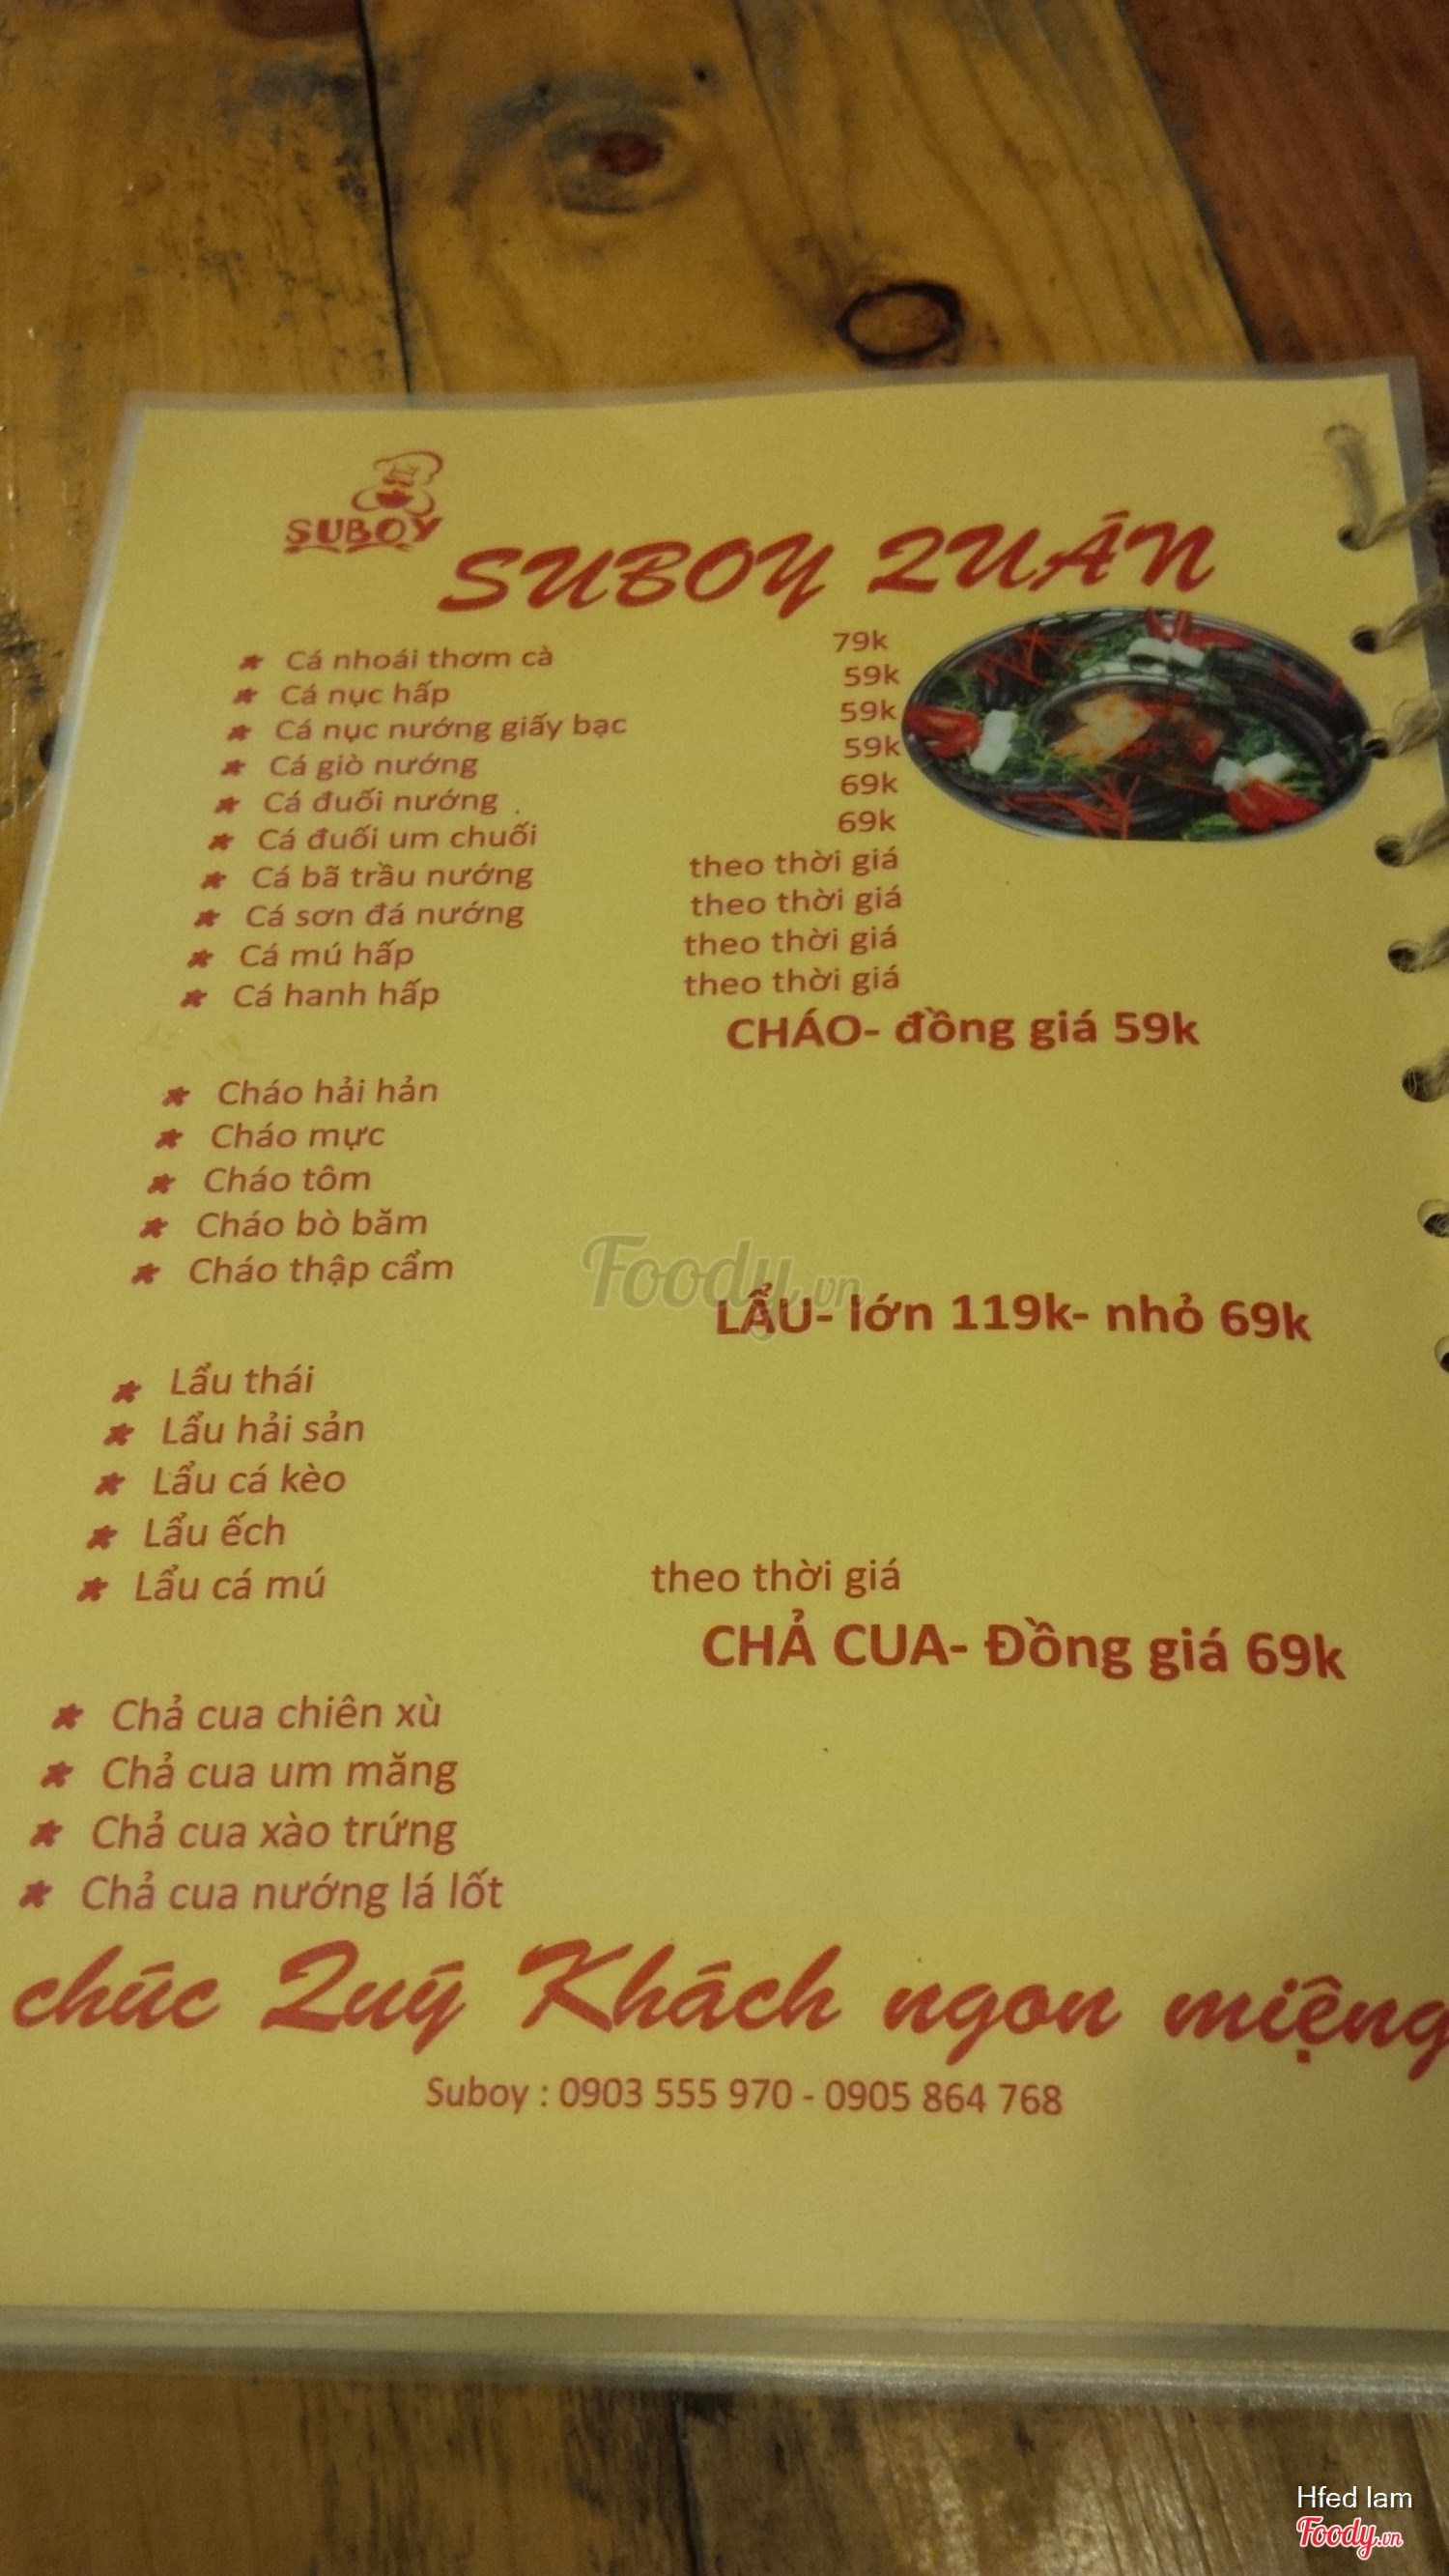 SUBOY
SUBOY QUÁN
Cá nhoái thơm cà 79k
Cá nục hấp 59k
Cá nục nướng giấy bạc 59k
Cá giò nướng 59k
Cá đuối nướng 69k
Cá đuối um chuối 69k
Cá bã trầu nướng theo thời giá
Cá sơn đá nướng theo thời giá
Cá mú hấp theo thời giá
Cá hanh hấp theo thời giá
CHÁO- đồng giá 59k
Cháo hải hản
Cháo mực
Cháo tôm
Cháo bò băm
Cháo thập cẩm
Foody.vn
LẨU- lớn 119k- nhỏ 69k
Lẩu thái
Lẩu hải sản
Lẩu cá kèo
Lẩu ếch
Lẩu cá mú theo thời giá
CHẢ CUA- Đồng giá 69k
Chả cua chiên xù
Chả cua um măng
Chả cua xào trứng
Chả cua nướng lá lốt
chúc Quý Khách ngon miệng
Suboy : 0903 555 970 - 0905 864 768
Hfed lam
Foody.vn